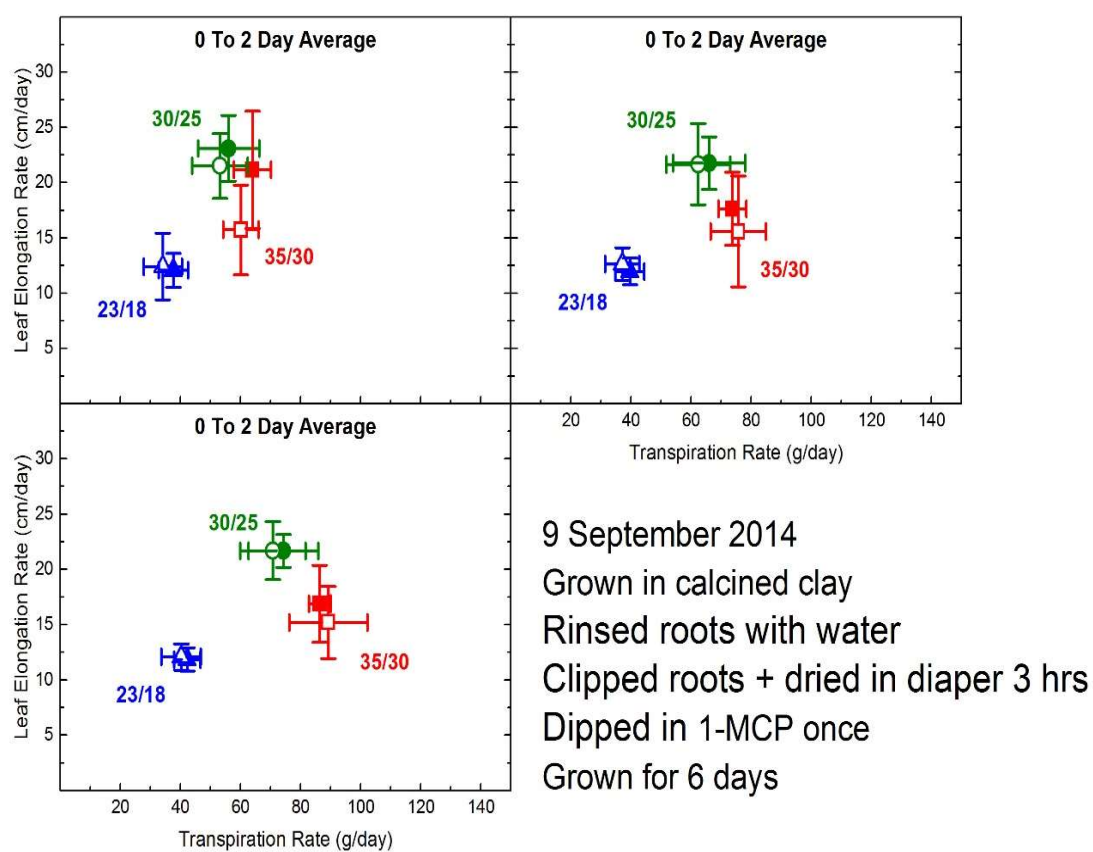 0 To 2 Day Average
0 To 2 Day Average
Leaf Elongation Rate (cm/day)
30
25
20
15
10
5
30/25
35/30
23/18
30/25
35/30
23/18
20 40 60 80 100 120 140
Transpiration Rate (g/day)
0 To 2 Day Average
Leaf Elongation Rate (cm/day)
30
25
20
15
10
5
30/25
35/30
23/18
20 40 60 80 100 120 140
Transpiration Rate (g/day)
9 September 2014
Grown in calcined clay
Rinsed roots with water
Clipped roots + dried in diaper 3 hrs
Dipped in 1-MCP once
Grown for 6 days